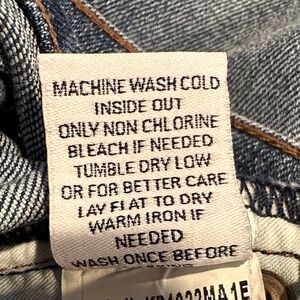 MACHINE WASH COLD
INSIDE OUT
ONLY NON CHLORINE
BLEACH IF NEEDED
TUMBLE DRY LOW
OR FOR BETTER CARE
LAY FLAT TO DRY
WARM IRON IF
NEEDED
WASH ONCE BEFORE